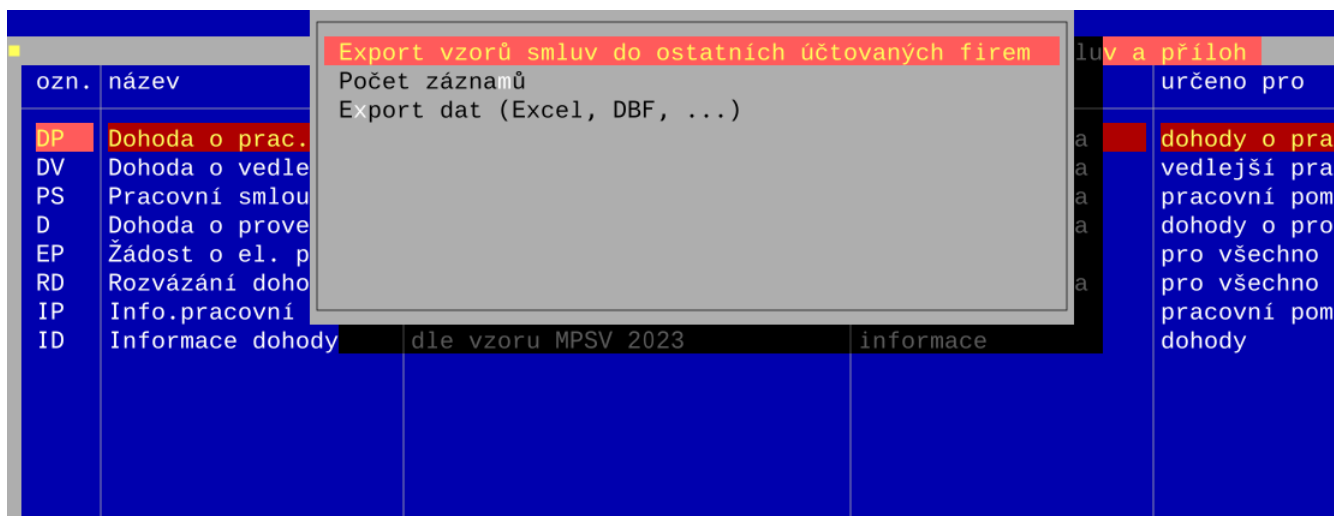 luv a příloh
Export vzorů smluv do ostatních účtovaných firem
Počet záznamů
Export dat (Excel, DBF, ...)
ozn. název určeno pro
DP Dohoda o prac. a dohody o pra
DV Dohoda o vedle a vedlejší pra
PS Pracovní smlou a pracovní pom
D Dohoda o prove a dohody o pro
EP Žádost o el. p pro všechno
RD Rozvázání doho a pro všechno
IP Info.pracovní pracovní pom
ID Informace dohody dle vzoru MPSV 2023 informace dohody